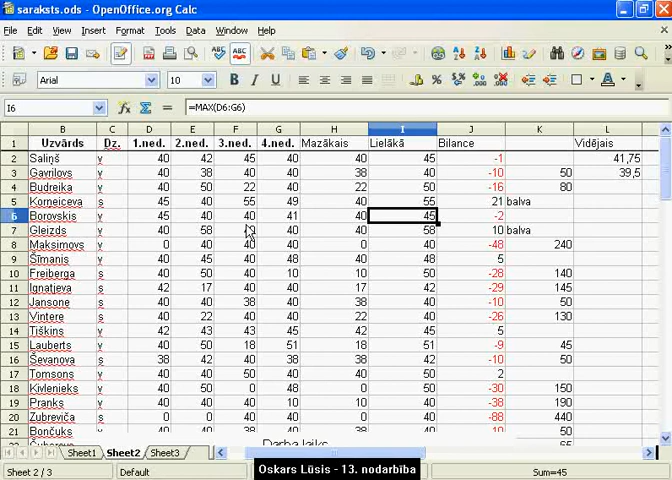 saraksts.ods - OpenOffice.org Calc
File Edit View Insert Format Tools Data Window Help
Arial 10
I6 =MAX(D6:G6)
B C D E F G H I J K L
1 Uzvārds Dz. 1.ned. 2.ned. 3.ned. 4.ned. Mazākais Lielākā Bilance Vidējais
2 Saliņš v 40 42 45 40 40 45 -1 41,75
3 Gavrilovs v 40 38 40 40 38 40 -10 50 39,5
4 Budreika v 40 50 22 40 22 50 -16 80
5 Korneiceva s 45 40 55 49 40 55 21 balva
6 Borovskis v 45 40 40 41 40 45 -2
7 Gleizds v 40 58 40 40 58 10 balva
8 Maksimovs v 40 40 0 40 0 40 -48 240
9 Šīmanis v 45 40 40 48 40 48 5
10 Freiberga s 40 50 40 10 10 50 -28 140
11 Ignatjeva s 42 17 40 40 17 42 -29 145
12 Jansone s 40 40 38 40 38 40 -10 50
13 Vintere s 40 22 40 40 22 40 -26 130
14 Tiškins v 42 43 43 45 42 45 5
15 Lauberts v 40 50 18 51 18 51 -9 45
16 Ševanova s 38 42 40 38 38 42 -10 50
17 Tomsons v 40 50 40 40 40 50 2
18 Kivlenieks v 40 50 0 48 0 50 -30 150
19 Pranks v 40 40 40 10 10 40 -38 190
20 Zubreviča s 0 40 40 0 0 40 -88 440
21 Bončuks -10 50
Darba laiks
Sheet1 Sheet2 Sheet3
Sheet 2 / 3 Default Sum=45
Oskars Lūsis - 13. nodarbība